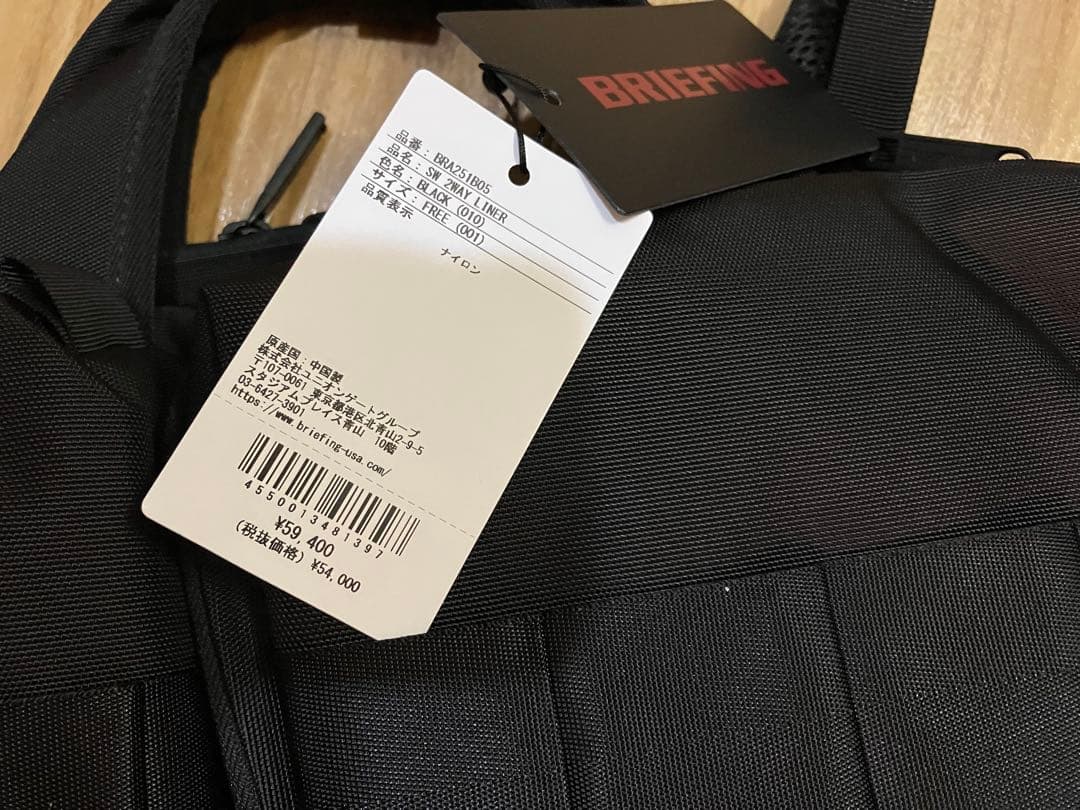 BRIEFING
品番：BRA251B05
品名：SW 2WAY LINER
色名：BLACK (010)
サイズ：FREE (001)
品質表示
ナイロン
原産国：中国製
株式会社ユニオンゲートグループ
〒107-0061 東京都港区北青山2-9-5
スタジアムプレイス青山 10階
03-6427-3901
https://www.briefing-usa.com/
4550013481397
¥59,400
(税抜価格) ¥54,000